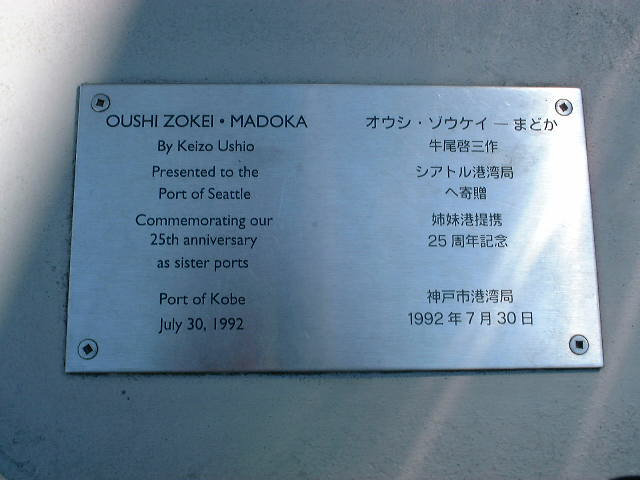 OUSHI ZOKEI • MADOKA
By Keizo Ushio
Presented to the
Port of Seattle
Commemorating our
25th anniversary
as sister ports
Port of Kobe
July 30, 1992
オウシ・ゾウケイ — まどか
牛尾啓三作
シアトル港湾局
へ寄贈
姉妹港提携
25 周年記念
神戸市港湾局
1992 年 7 月 30 日